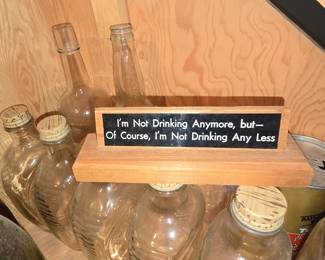 I'm Not Drinking Anymore, but—
Of Course, I'm Not Drinking Any Less